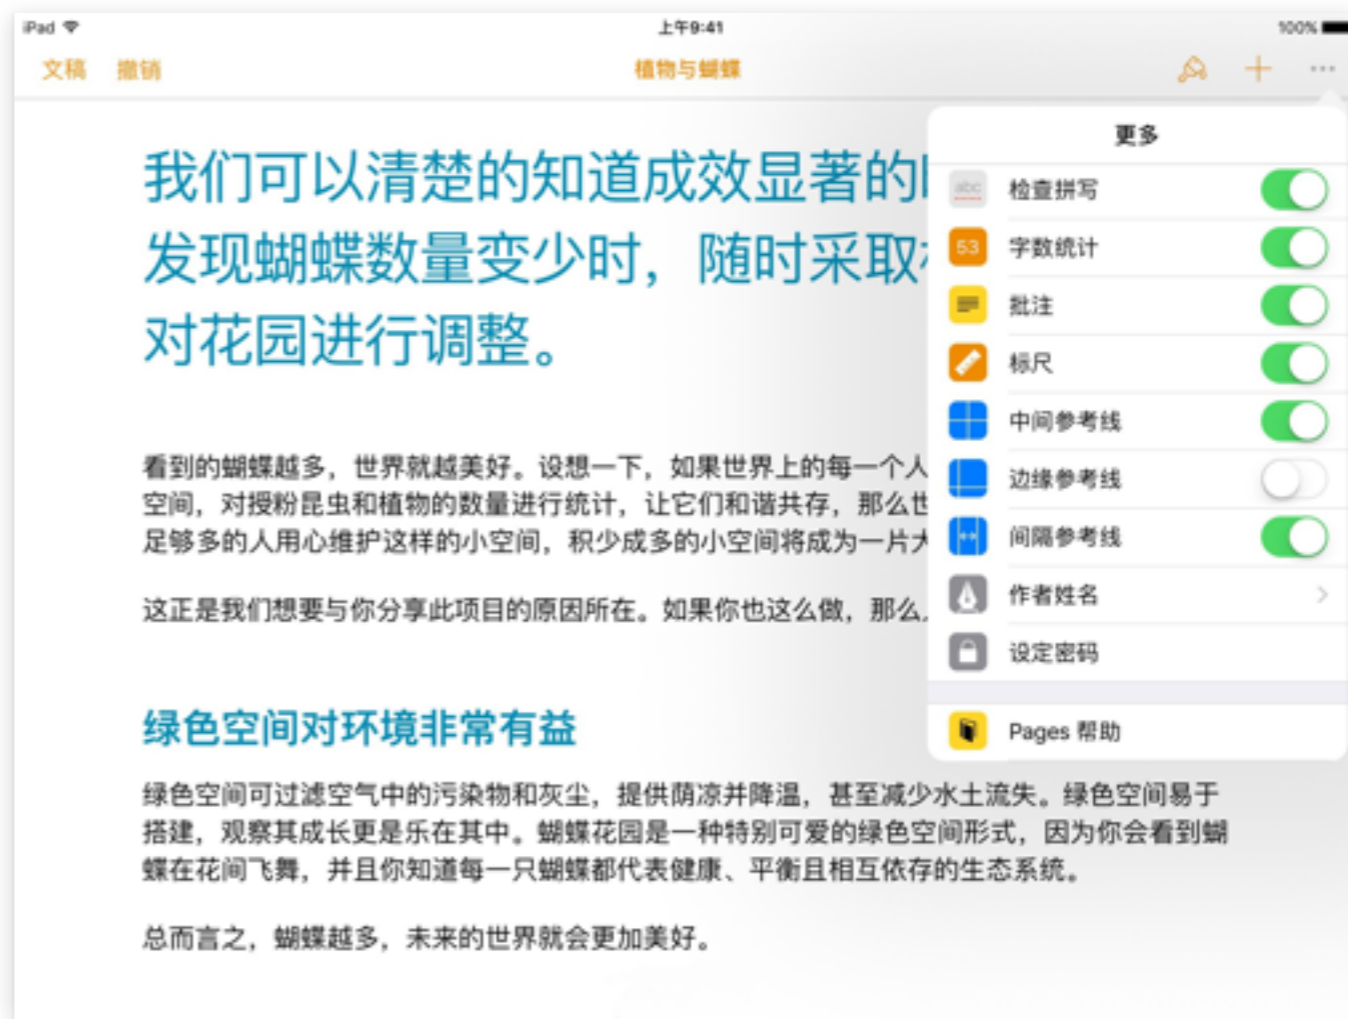 iPad
上午9:41
100%
文稿 撤销
植物与蝴蝶
我们可以清楚的知道成效显著的
发现蝴蝶数量变少时，随时采取
对花园进行调整。
看到的蝴蝶越多，世界就越美好。设想一下，如果世界上的每一个人
空间，对授粉昆虫和植物的数量进行统计，让它们和谐共存，那么也
足够多的人用心维护这样的小空间，积少成多的小空间将成为一片大
这正是我们想要与你分享此项目的原因所在。如果你也这么做，那么
绿色空间对环境非常有益
绿色空间可过滤空气中的污染物和灰尘，提供荫凉并降温，甚至减少水土流失。绿色空间易于
搭建，观察其成长更是乐在其中。蝴蝶花园是一种特别可爱的绿色空间形式，因为你会看到蝴
蝶在花间飞舞，并且你知道每一只蝴蝶都代表健康、平衡且相互依存的生态系统。
总而言之，蝴蝶越多，未来的世界就会更加美好。
更多
abc 检查拼写
53 字数统计
批注
标尺
中间参考线
边缘参考线
间隔参考线
作者姓名
设定密码
Pages 帮助